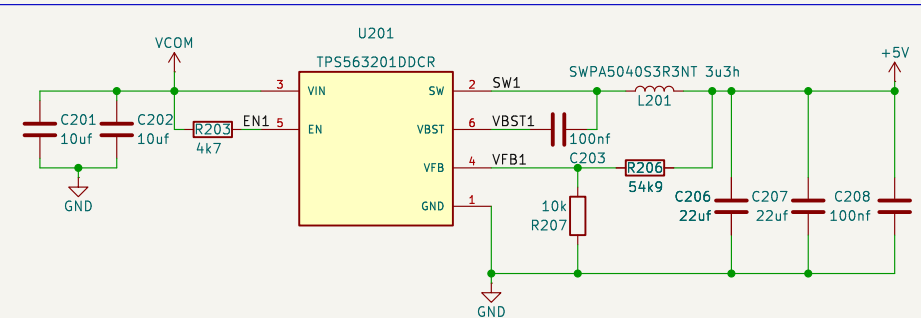 U201
VCOM
TPS563201DDCR
+5V
SWPA5040S3R3NT 3u3h
3 VIN SW 2 SW1
L201
C201 10uf
C202 10uf
R203 4k7
EN1 5 EN
VBST 6 VBST1
100nf
C203
VFB 4 VFB1
R206
54k9
GND
GND 1
10k
R207
C206 22uf
C207 22uf
C208 100nf
GND